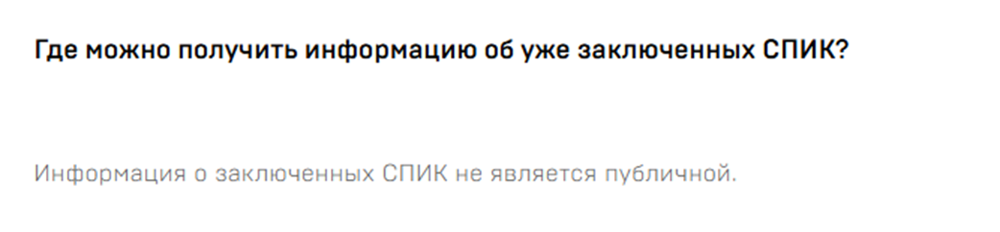 Где можно получить информацию об уже заключенных СПИК?
Информация о заключенных СПИК не является публичной.